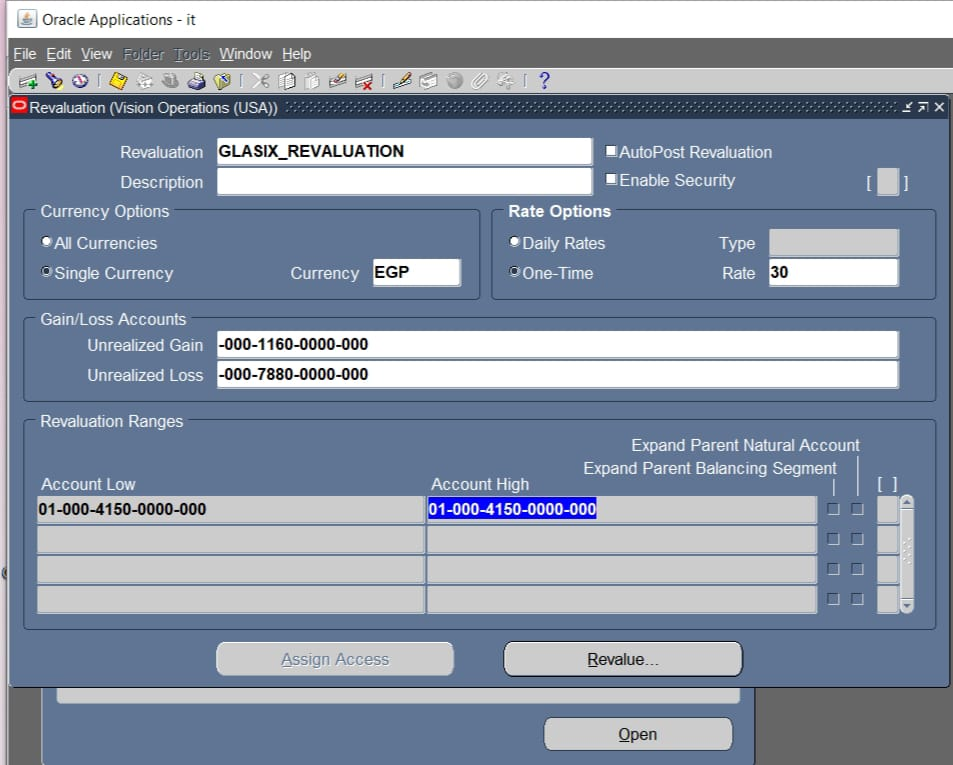 Oracle Applications - it
File Edit View Folder Tools Window Help
Revaluation (Vision Operations (USA))
Revaluation GLASIX_REVALUATION AutoPost Revaluation
Description Enable Security [ ]
Currency Options Rate Options
All Currencies Daily Rates Type
Single Currency Currency EGP One-Time Rate 30
Gain/Loss Accounts
Unrealized Gain -000-1160-0000-000
Unrealized Loss -000-7880-0000-000
Revaluation Ranges
Expand Parent Natural Account
Expand Parent Balancing Segment
Account Low Account High [ ]
01-000-4150-0000-000 01-000-4150-0000-000
Assign Access Revalue...
Open